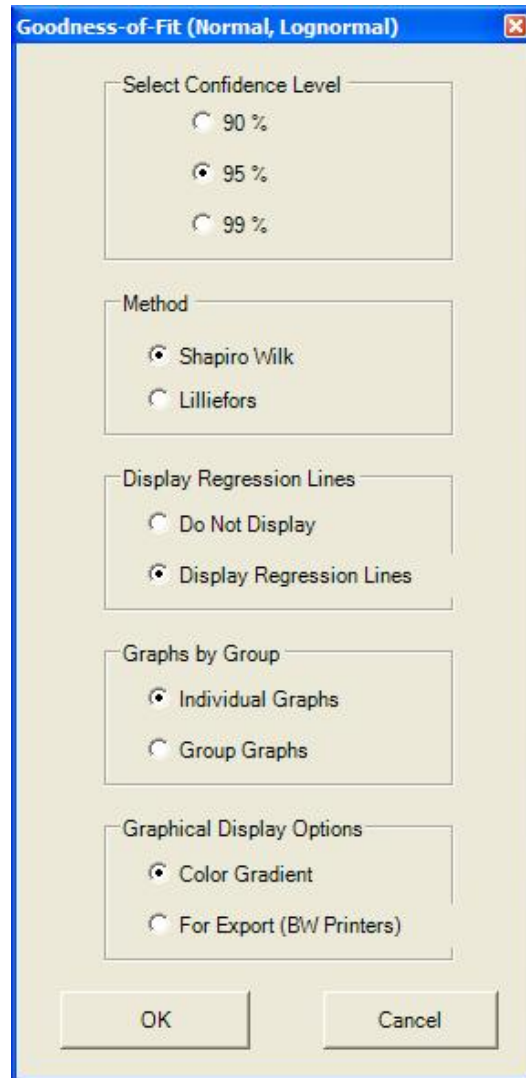 Goodness-of-Fit (Normal, Lognormal)
Select Confidence Level
90 %
95 %
99 %
Method
Shapiro Wilk
Lilliefors
Display Regression Lines
Do Not Display
Display Regression Lines
Graphs by Group
Individual Graphs
Group Graphs
Graphical Display Options
Color Gradient
For Export (BW Printers)
OK
Cancel